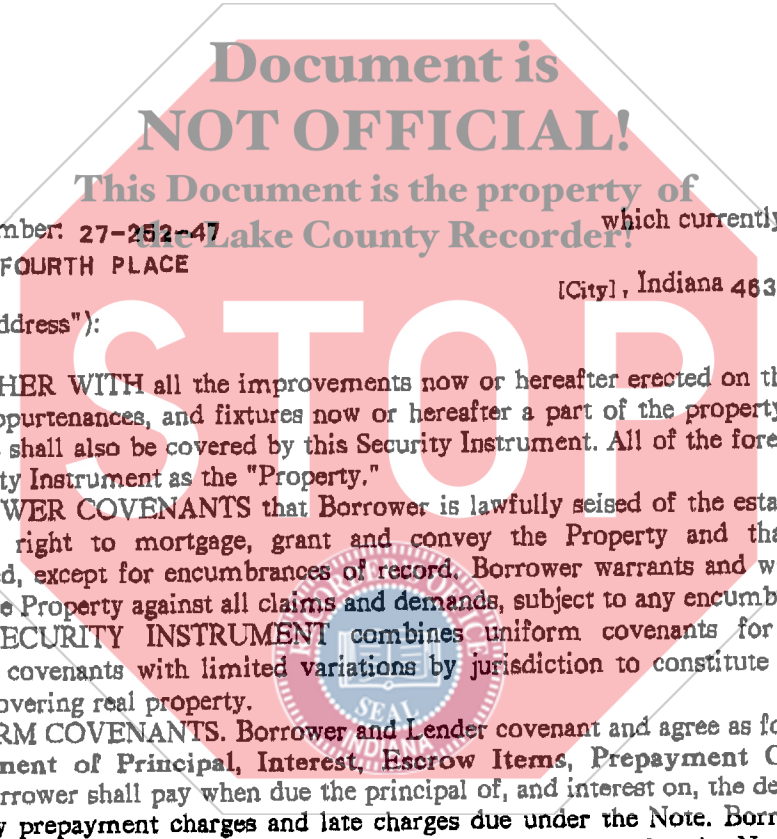 Document is
NOT OFFICIAL!
This Document is the property of
the Lake County Recorder!
mber: 27-252-47
which currently
FOURTH PLACE
[City], Indiana 463
ddress"):
STOP
HER WITH all the improvements now or hereafter erected on th
ppurtenances, and fixtures now or hereafter a part of the property
shall also be covered by this Security Instrument. All of the fore
ty Instrument as the "Property."
WER COVENANTS that Borrower is lawfully seised of the esta
right to mortgage, grant and convey the Property and tha
d, except for encumbrances of record. Borrower warrants and w
e Property against all claims and demands, subject to any encumb
ECURITY INSTRUMENT combines uniform covenants for
covenants with limited variations by jurisdiction to constitute
overing real property.
SEAL
INDIANA
RM COVENANTS. Borrower and Lender covenant and agree as fo
ment of Principal, Interest, Escrow Items, Prepayment C
rrower shall pay when due the principal of, and interest on, the de
y prepayment charges and late charges due under the Note. Borr